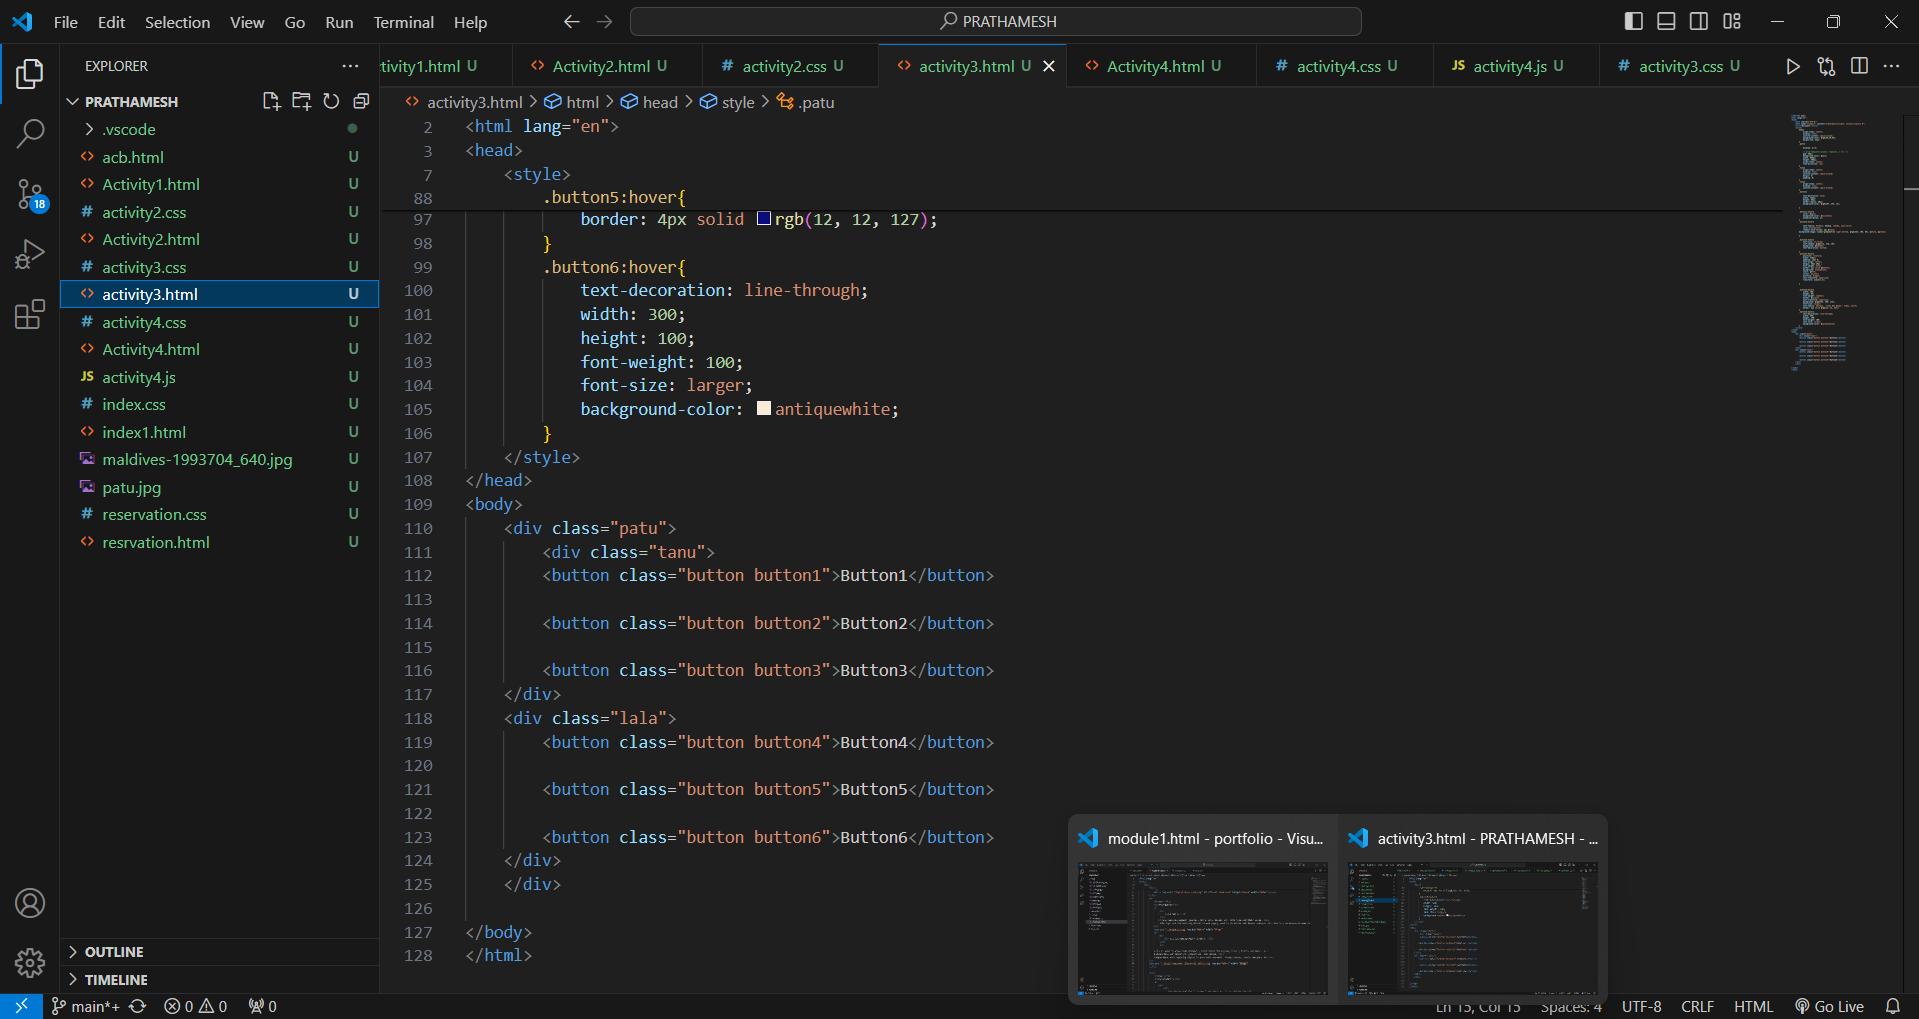 File Edit Selection View Go Run Terminal Help
PRATHAMESH
EXPLORER
PRATHAMESH
.vscode
acb.html U
Activity1.html U
activity2.css U
Activity2.html U
activity3.css U
activity3.html U
activity4.css U
Activity4.html U
activity4.js U
index.css U
index1.html U
maldives-1993704_640.jpg U
patu.jpg U
reservation.css U
resrvation.html U
OUTLINE
TIMELINE
18
tivity1.html U Activity2.html U activity2.css U activity3.html U Activity4.html U activity4.css U activity4.js U activity3.css U
activity3.html > html > head > style > .patu
2 <html lang="en">
3 <head>
7 <style>
88 .button5:hover{
97 border: 4px solid rgb(12, 12, 127);
98 }
99 .button6:hover{
100 text-decoration: line-through;
101 width: 300;
102 height: 100;
103 font-weight: 100;
104 font-size: larger;
105 background-color: antiquewhite;
106 }
107 </style>
108 </head>
109 <body>
110 <div class="patu">
111 <div class="tanu">
112 <button class="button button1">Button1</button>
113
114 <button class="button button2">Button2</button>
115
116 <button class="button button3">Button3</button>
117 </div>
118 <div class="lala">
119 <button class="button button4">Button4</button>
120
121 <button class="button button5">Button5</button>
122
123 <button class="button button6">Button6</button>
124 </div>
125 </div>
126
127 </body>
128 </html>
module1.html - portfolio - Visu...
activity3.html - PRATHAMESH - ...
main*+ 0 0 0
Ln 15, Col 15 Spaces: 4 UTF-8 CRLF HTML Go Live